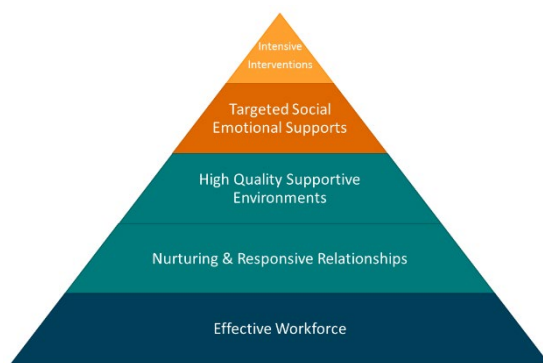 Intensive
Interventions
Targeted Social
Emotional Supports
High Quality Supportive
Environments
Nurturing & Responsive Relationships
Effective Workforce